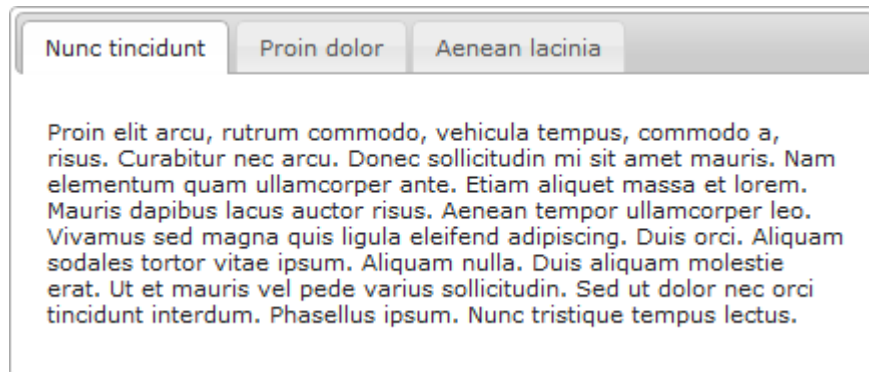 Nunc tincidunt Proin dolor Aenean lacinia
Proin elit arcu, rutrum commodo, vehicula tempus, commodo a,
risus. Curabitur nec arcu. Donec sollicitudin mi sit amet mauris. Nam
elementum quam ullamcorper ante. Etiam aliquet massa et lorem.
Mauris dapibus lacus auctor risus. Aenean tempor ullamcorper leo.
Vivamus sed magna quis ligula eleifend adipiscing. Duis orci. Aliquam
sodales tortor vitae ipsum. Aliquam nulla. Duis aliquam molestie
erat. Ut et mauris vel pede varius sollicitudin. Sed ut dolor nec orci
tincidunt interdum. Phasellus ipsum. Nunc tristique tempus lectus.